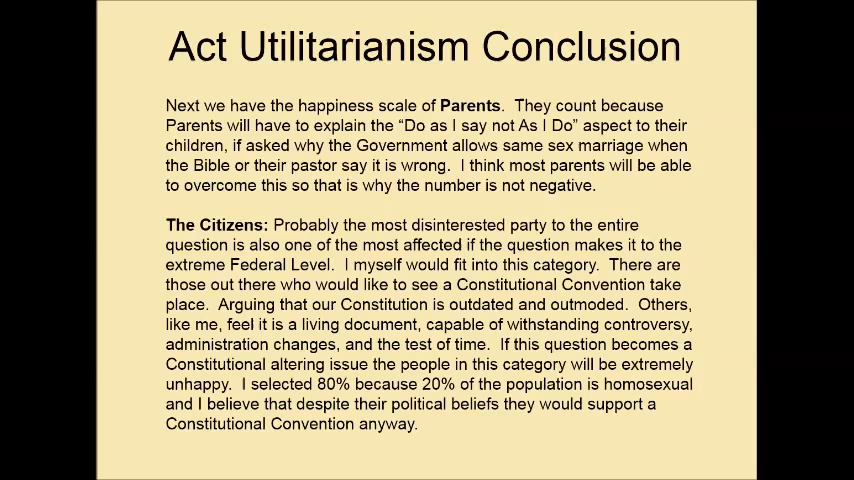 Act Utilitarianism Conclusion
Next we have the happiness scale of Parents. They count because
Parents will have to explain the “Do as I say not As I Do” aspect to their
children, if asked why the Government allows same sex marriage when
the Bible or their pastor say it is wrong. I think most parents will be able
to overcome this so that is why the number is not negative.
The Citizens: Probably the most disinterested party to the entire
question is also one of the most affected if the question makes it to the
extreme Federal Level. I myself would fit into this category. There are
those out there who would like to see a Constitutional Convention take
place. Arguing that our Constitution is outdated and outmoded. Others,
like me, feel it is a living document, capable of withstanding controversy,
administration changes, and the test of time. If this question becomes a
Constitutional altering issue the people in this category will be extremely
unhappy. I selected 80% because 20% of the population is homosexual
and I believe that despite their political beliefs they would support a
Constitutional Convention anyway.